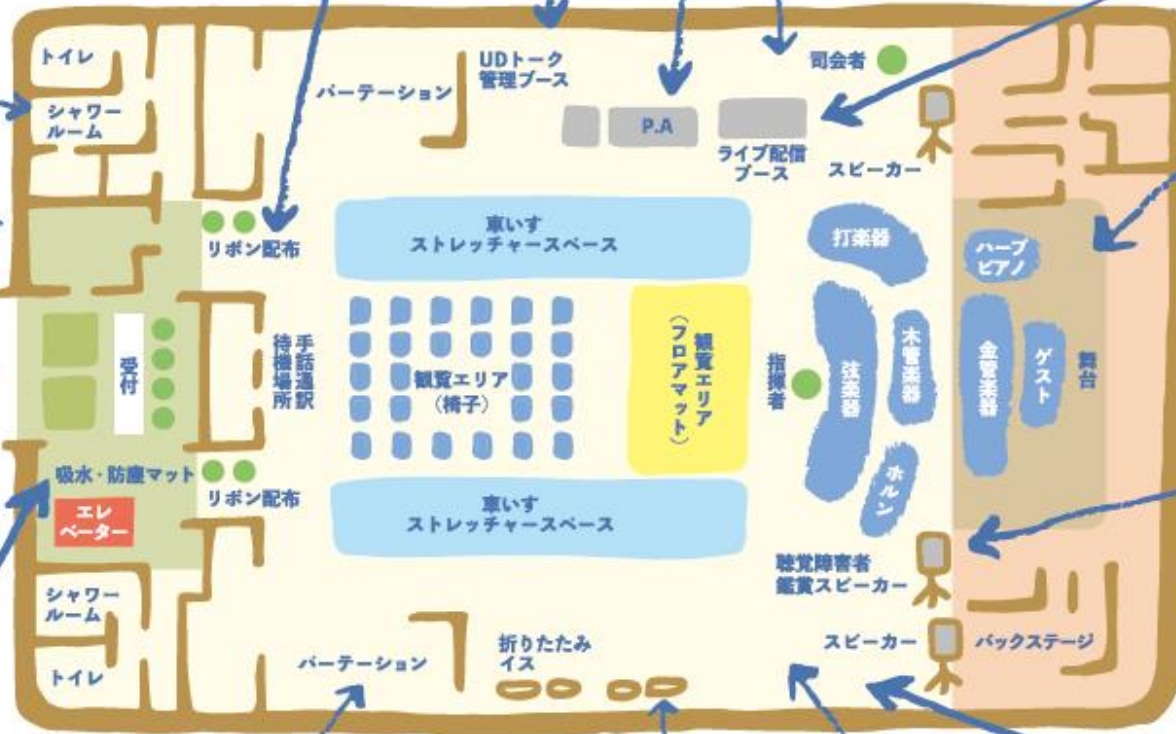 トイレ
シャワー
ルーム
パーテーション
UDトーク
管理ブース
P.A
ライブ配信
ブース
司会者
スピーカー
リボン配布
車いす
ストレッチャースペース
打楽器
ハープ
ピアノ
受付
手話通訳
待機場所
観覧エリア
（椅子）
観覧エリア
（フロアマット）
指揮者
弦楽器
木管楽器
金管楽器
ゲスト
舞台
ホルン
吸水・防塵マット
エレ
ベーター
リボン配布
車いす
ストレッチャースペース
聴覚障害者
鑑賞スピーカー
シャワー
ルーム
トイレ
パーテーション
折りたたみ
イス
スピーカー
バックステージ